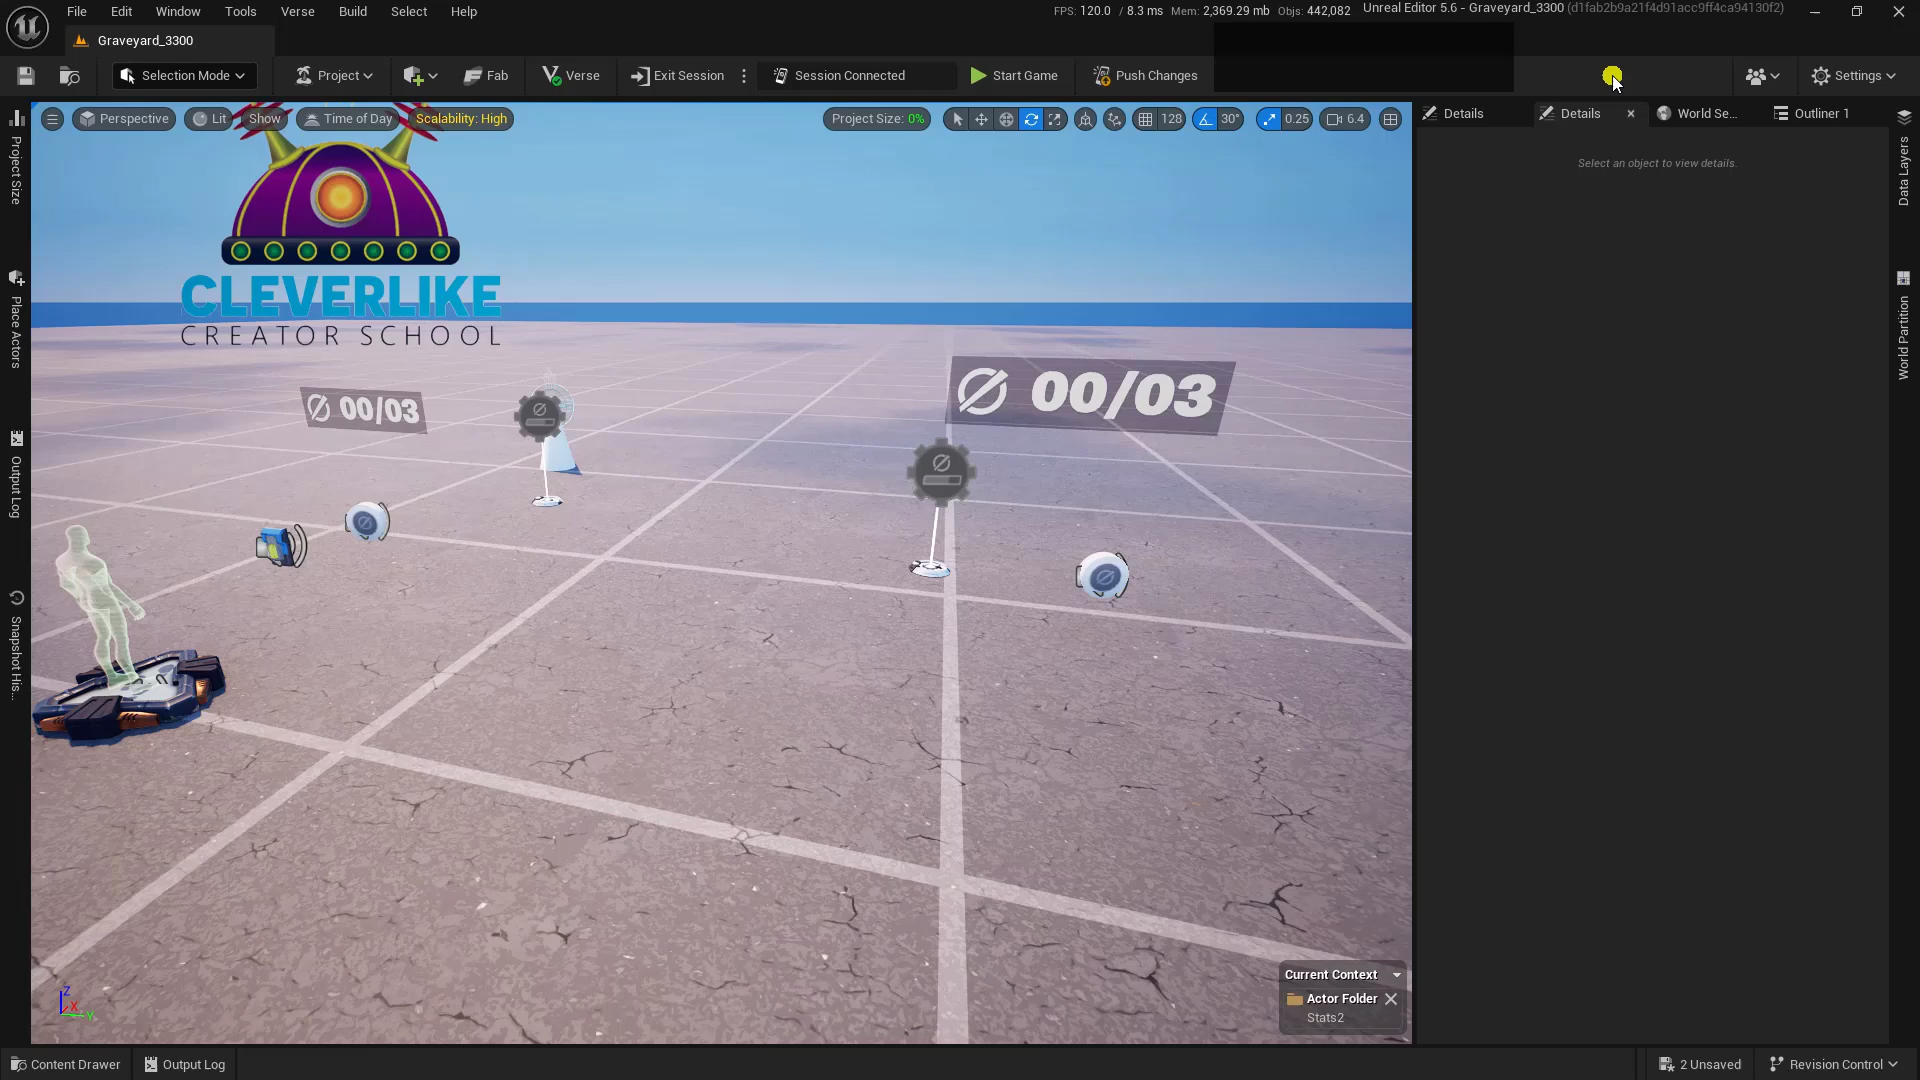 File Edit Window Tools Verse Build Select Help
FPS: 120.0 / 8.3 ms Mem: 2,369.29 mb Objs: 442,082
Unreal Editor 5.6 - Graveyard_3300 (d1fab2b9a21f4d91acc9ff4ca94130f2)
Graveyard_3300
Selection Mode Project Fab Verse Exit Session Session Connected Start Game Push Changes Settings
Perspective Lit Show Time of Day Scalability: High Project Size: 0% 128 30° 0.25 6.4
Details Details World Se... Outliner 1
Select an object to view details.
Project Size
Place Actors
Output Log
Snapshot His...
Data Layers
World Partition
CLEVERLIKE
CREATOR SCHOOL
00/03
00/03
Z
X
Y
Current Context
Actor Folder
Stats2
Content Drawer Output Log 2 Unsaved Revision Control